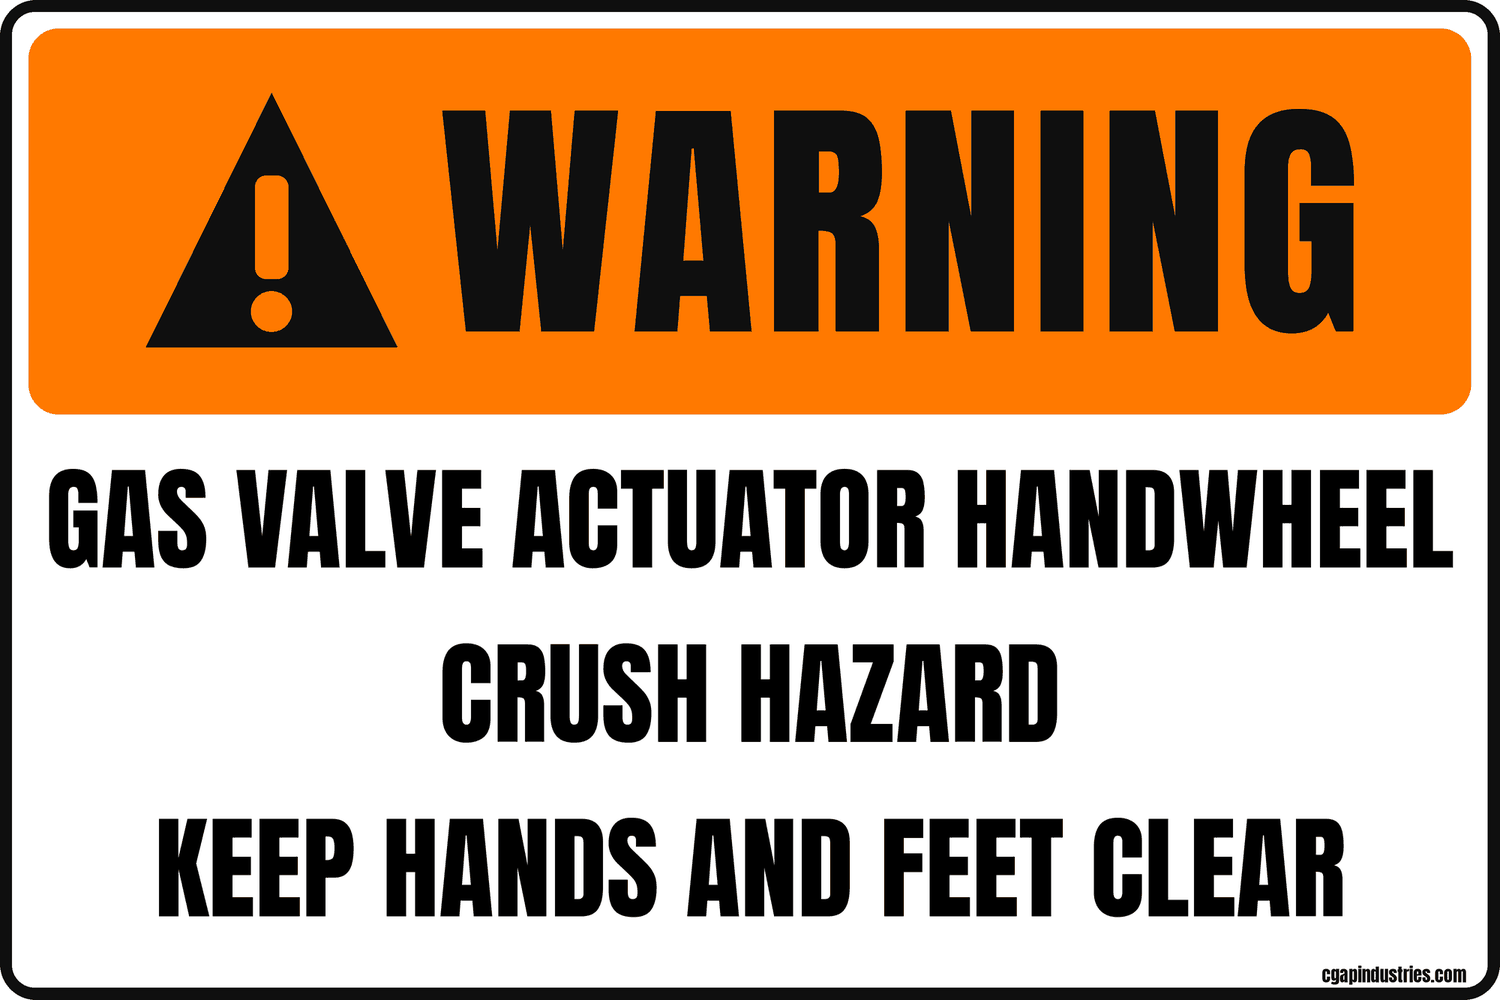 WARNING
GAS VALVE ACTUATOR HANDWHEEL
CRUSH HAZARD
KEEP HANDS AND FEET CLEAR
cgapindustries.com